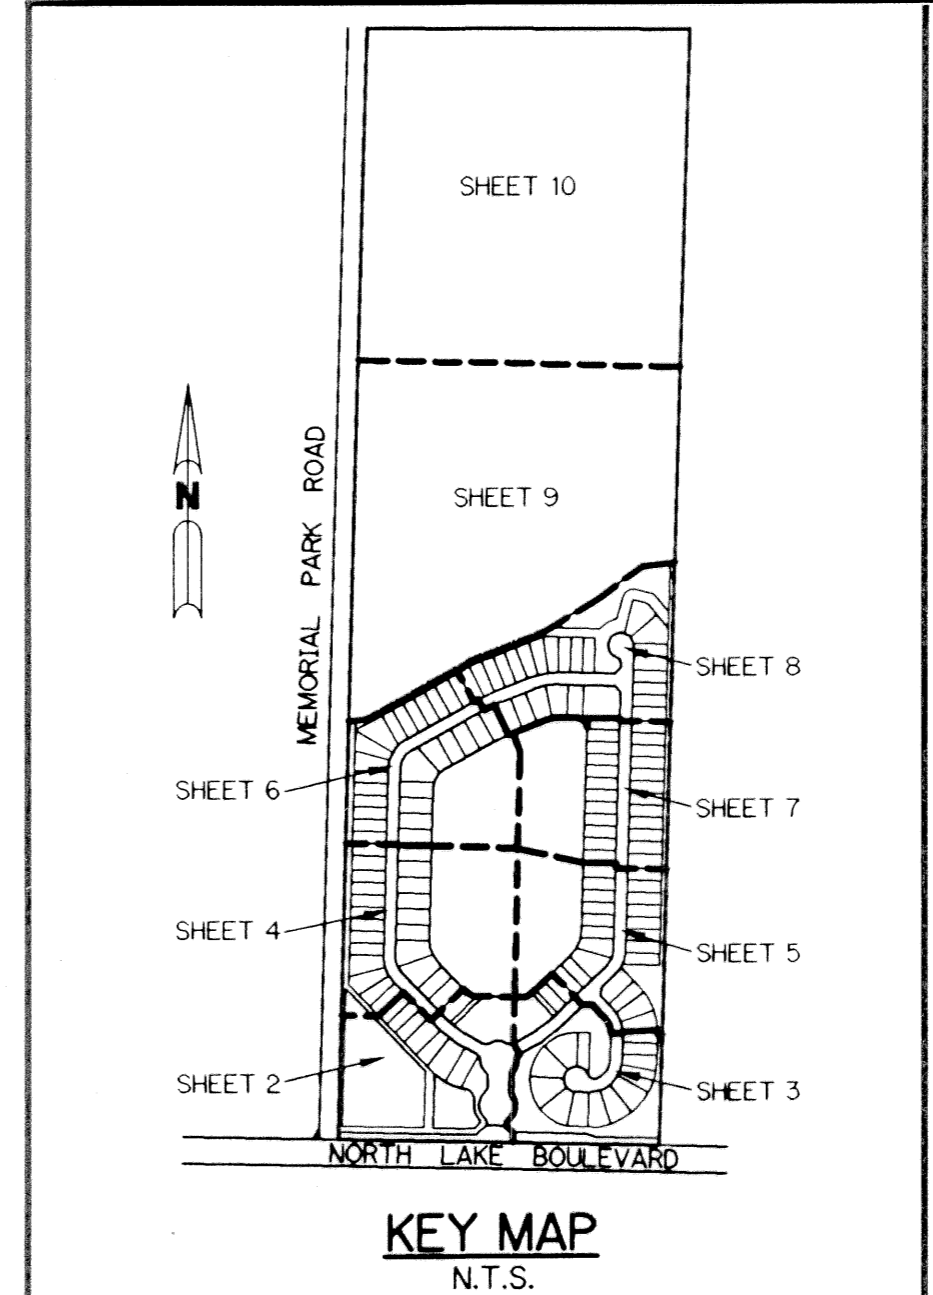 SHEET 10
SHEET 9
N
MEMORIAL PARK ROAD
SHEET 8
SHEET 6
SHEET 7
SHEET 4
SHEET 5
SHEET 2
SHEET 3
NORTH LAKE BOULEVARD
KEY MAP
N.T.S.